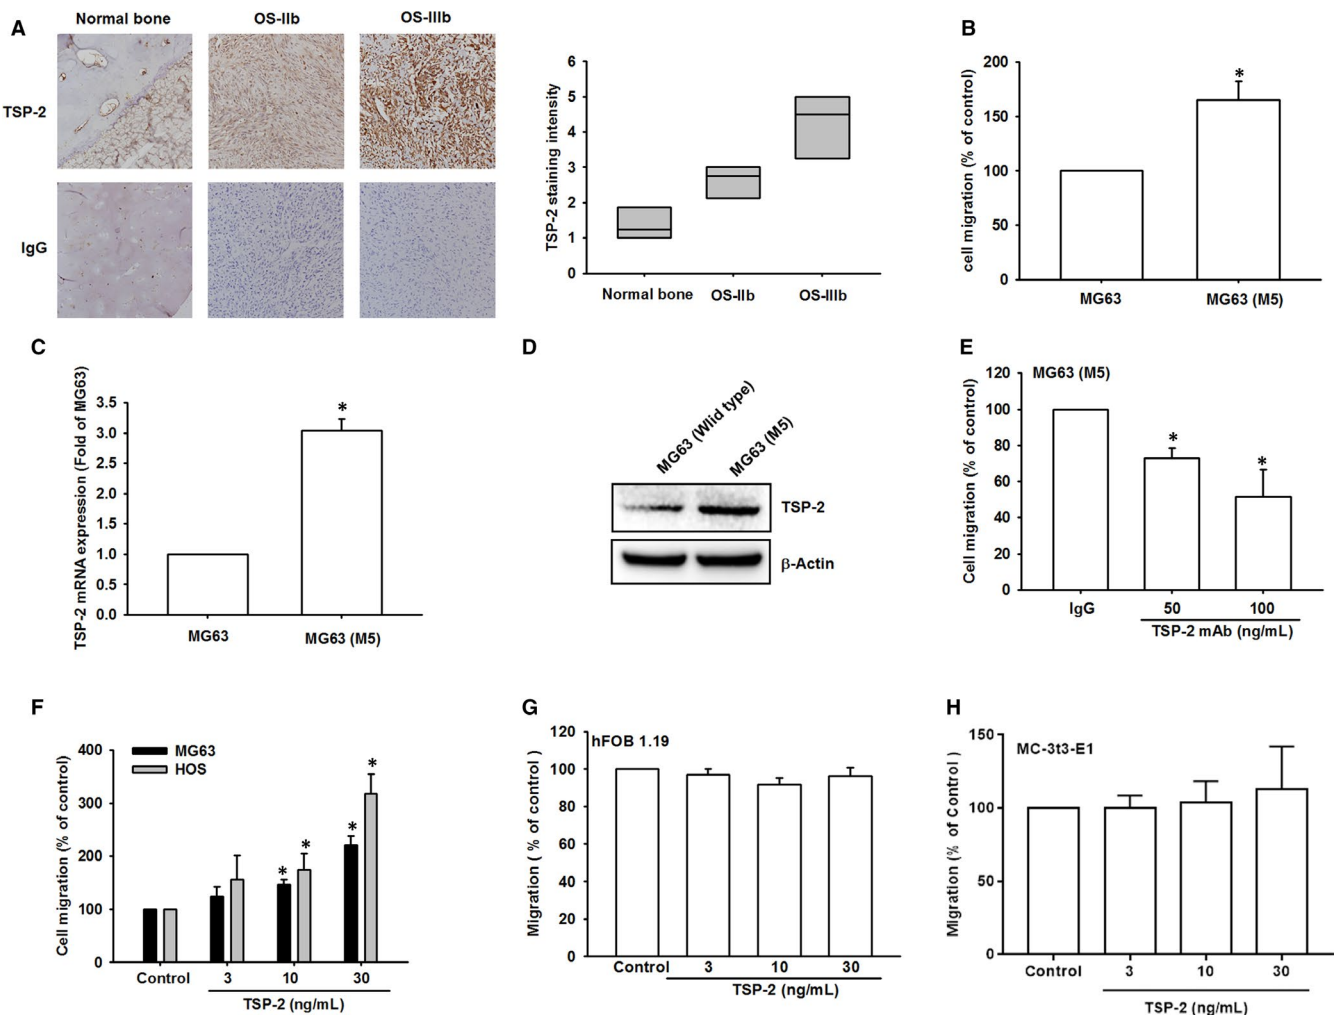 A
Normal bone
OS-IIb
OS-IIIb
TSP-2
IgG
TSP-2 staining intensity
6
5
4
3
2
1
0
Normal bone
OS-IIb
OS-IIIb
B
cell migration (% of control)
200
150
100
50
0
*
MG63
MG63 (M5)
C
TSP-2 mRNA expression (Fold of MG63)
3.5
3.0
2.5
2.0
1.5
1.0
0.5
0.0
*
MG63
MG63 (M5)
D
MG63 (Wlid type)
MG63 (M5)
TSP-2
β-Actin
E
MG63 (M5)
Cell migration (% of control)
120
100
80
60
40
20
0
*
*
IgG
50
100
TSP-2 mAb (ng/mL)
F
MG63
HOS
Cell migration (% of control)
400
300
200
100
0
*
*
*
*
Control
3
10
30
TSP-2 (ng/mL)
G
hFOB 1.19
Migration ( % of control )
120
100
80
60
40
20
0
Control
3
10
30
TSP-2 (ng/mL)
H
MC-3t3-E1
Migration (% of Control )
150
100
50
0
Control
3
10
30
TSP-2 (ng/mL)